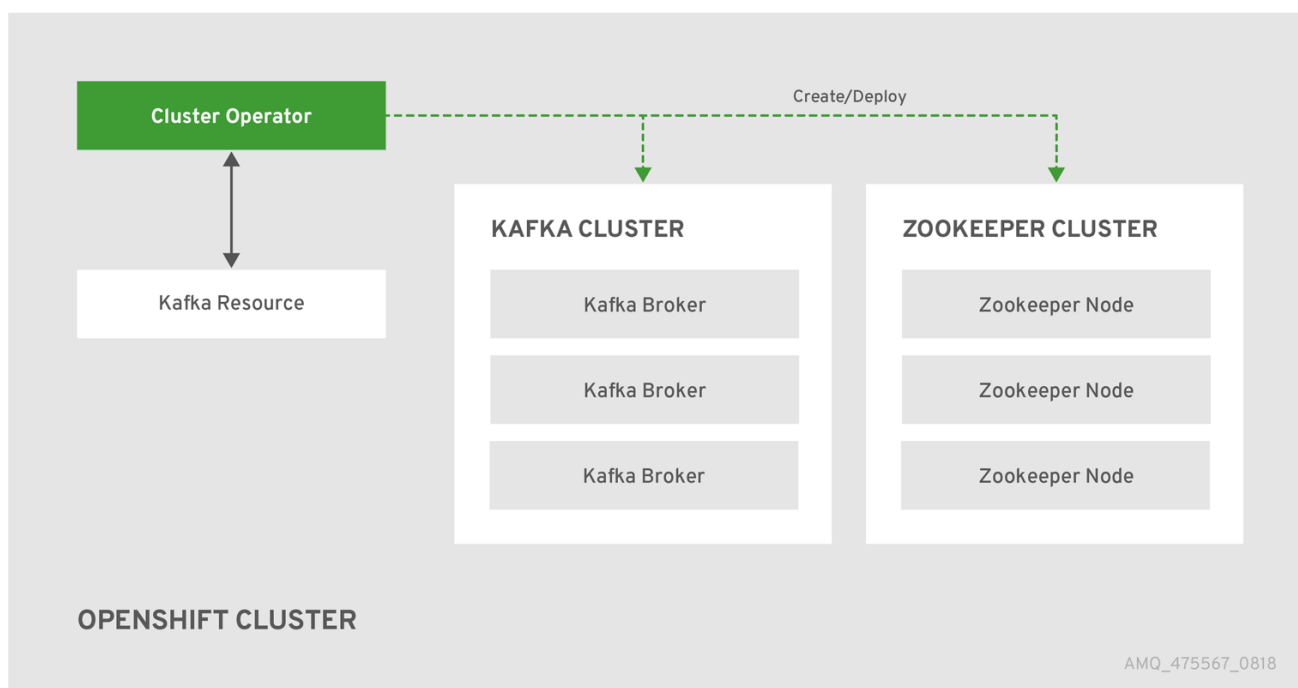 Cluster Operator
Create/Deploy
Kafka Resource
KAFKA CLUSTER
Kafka Broker
Kafka Broker
Kafka Broker
ZOOKEEPER CLUSTER
Zookeeper Node
Zookeeper Node
Zookeeper Node
OPENSHIFT CLUSTER
AMQ_475567_0818